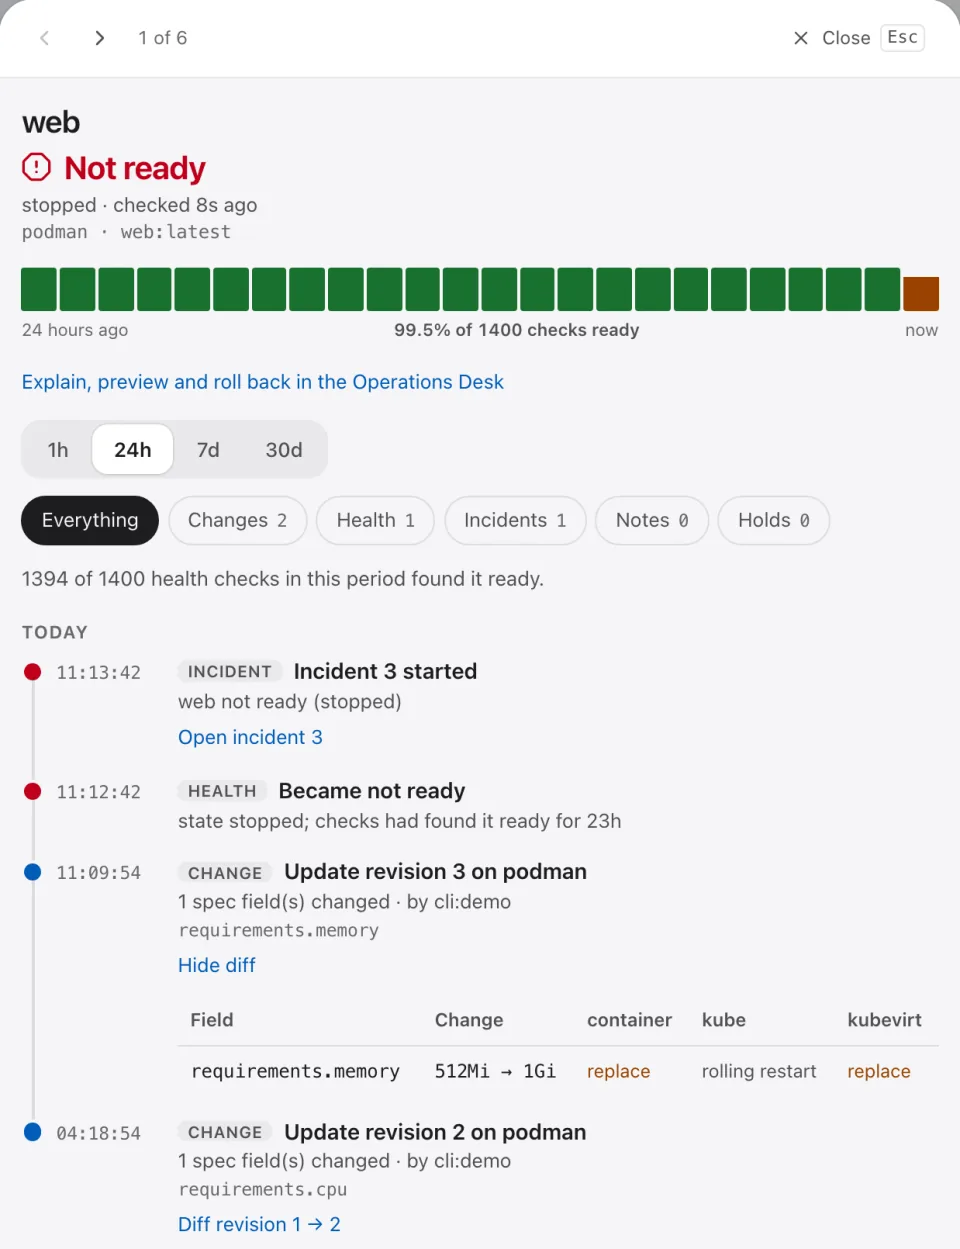 1 of 6
Close Esc
web
Not ready
stopped · checked 8s ago
podman · web:latest
24 hours ago 99.5% of 1400 checks ready now
Explain, preview and roll back in the Operations Desk
1h 24h 7d 30d
Everything Changes 2 Health 1 Incidents 1 Notes 0 Holds 0
1394 of 1400 health checks in this period found it ready.
TODAY
11:13:42 INCIDENT Incident 3 started
web not ready (stopped)
Open incident 3
11:12:42 HEALTH Became not ready
state stopped; checks had found it ready for 23h
11:09:54 CHANGE Update revision 3 on podman
1 spec field(s) changed · by cli:demo
requirements.memory
Hide diff
Field Change container kube kubevirt
requirements.memory 512Mi → 1Gi replace rolling restart replace
04:18:54 CHANGE Update revision 2 on podman
1 spec field(s) changed · by cli:demo
requirements.cpu
Diff revision 1 → 2